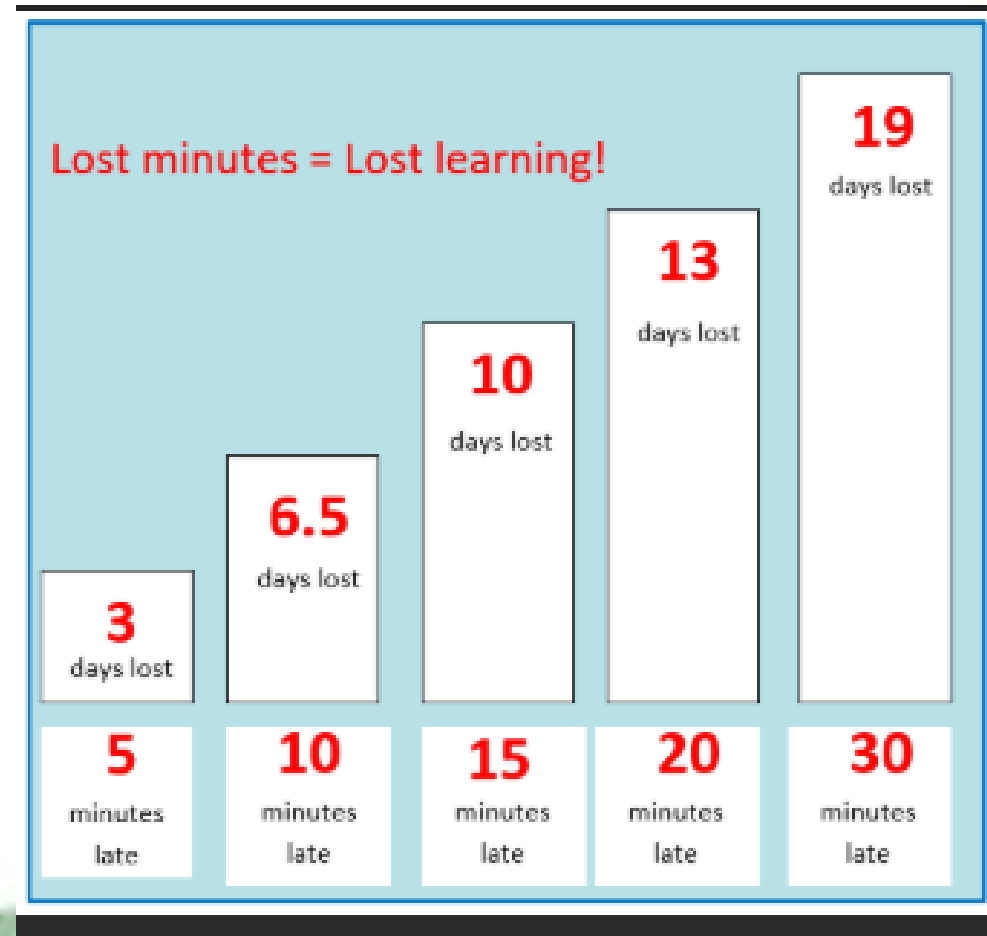 Lost minutes = Lost learning!
19
days lost
13
days lost
10
days lost
6.5
days lost
3
days lost
5
minutes
late
10
minutes
late
15
minutes
late
20
minutes
late
30
minutes
late